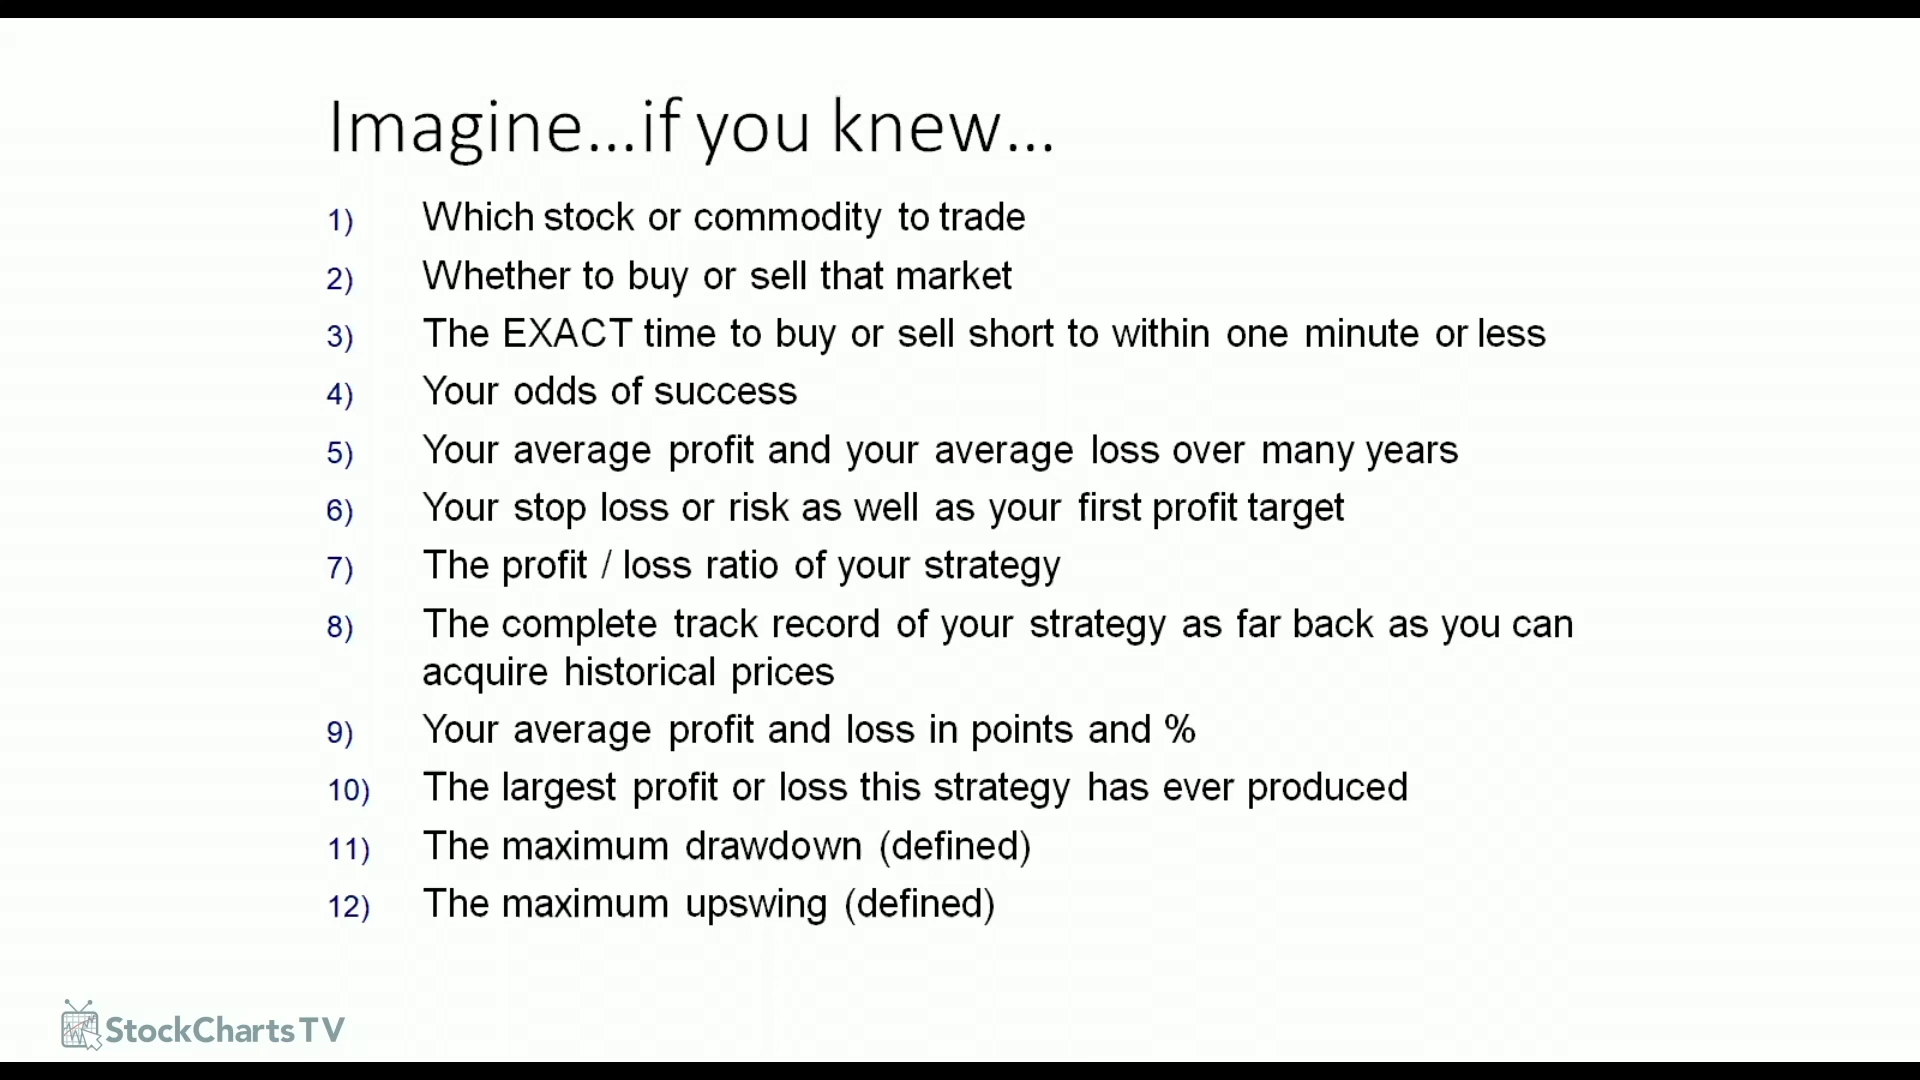 Imagine...if you knew...
1) Which stock or commodity to trade
2) Whether to buy or sell that market
3) The EXACT time to buy or sell short to within one minute or less
4) Your odds of success
5) Your average profit and your average loss over many years
6) Your stop loss or risk as well as your first profit target
7) The profit / loss ratio of your strategy
8) The complete track record of your strategy as far back as you can
acquire historical prices
9) Your average profit and loss in points and %
10) The largest profit or loss this strategy has ever produced
11) The maximum drawdown (defined)
12) The maximum upswing (defined)
StockChartsTV